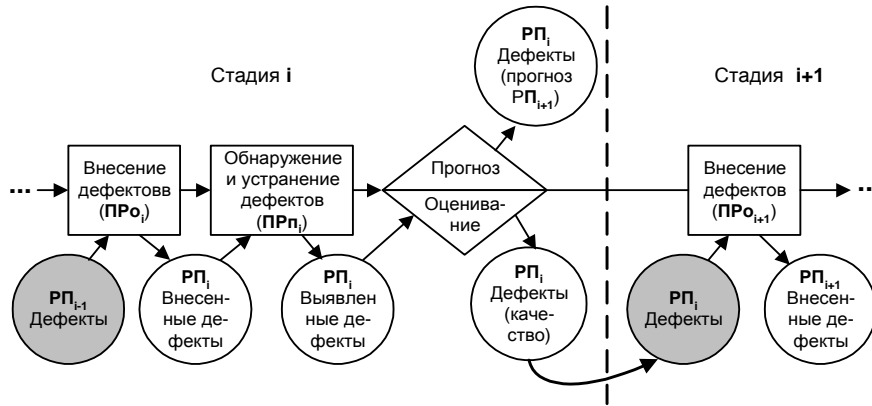 Стадия i
Стадия i+1
РПi
Дефекты
(прогноз
РПi+1)
...
Внесение
дефектовв
(ПРоi)
Обнаружение
и устранение
дефектов
(ПРпi)
Прогноз
Оценива-
ние
Внесение
дефектов
(ПРоi+1)
..
РПi-1
Дефекты
РПi
Внесен-
ные де-
фекты
РПi
Выявлен
ные де-
фекты
РПi
Дефекты
(каче-
ство)
РПi
Дефекты
РПi+1
Внесен-
ные де-
фекты